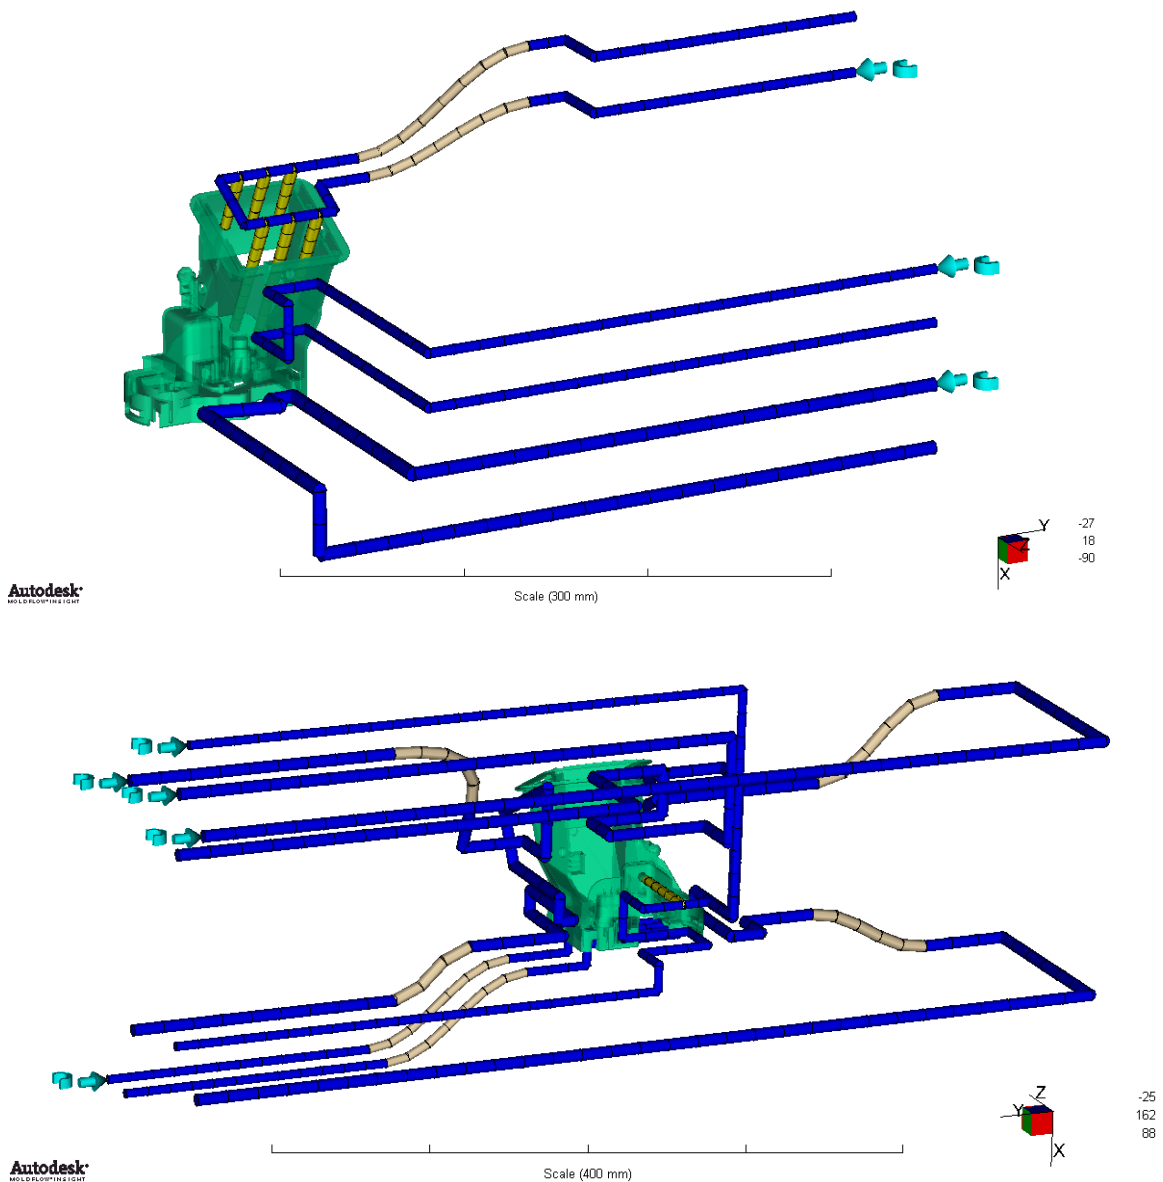 Y
-27
18
Z
-90
X
Autodesk®
MOLDFLOW® INSIGHT
Scale (300 mm)
Z
-25
Y
162
88
X
Autodesk®
MOLDFLOW® INSIGHT
Scale (400 mm)